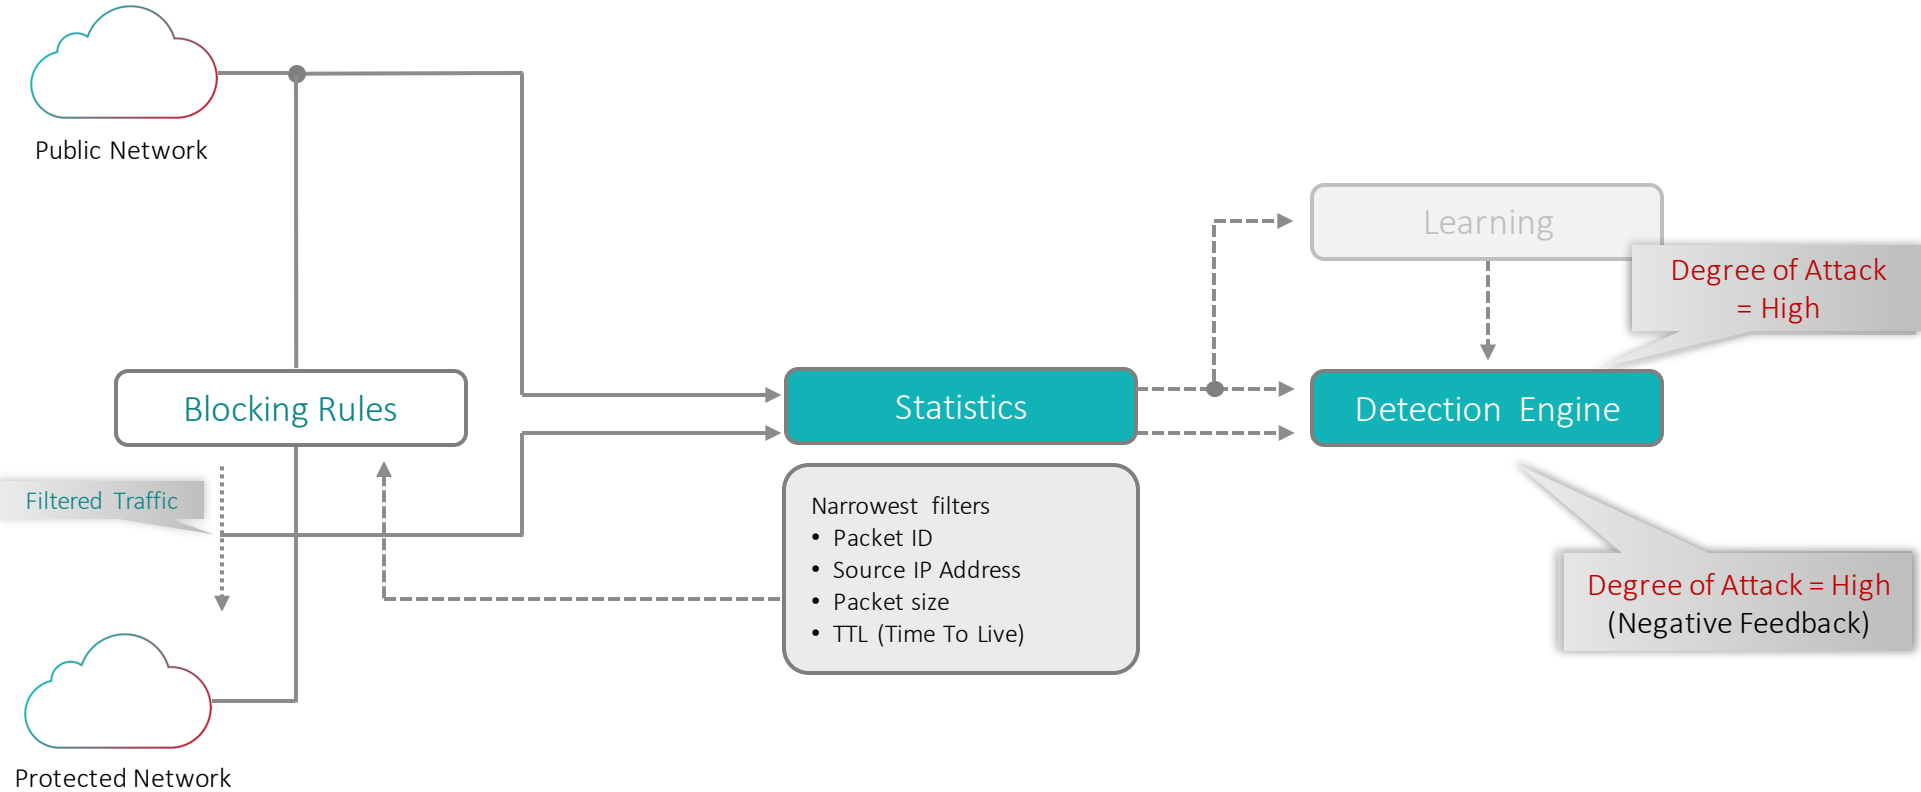 Public Network
Learning
Degree of Attack
= High
Blocking Rules
Statistics
Detection Engine
Filtered Traffic
Narrowest filters
• Packet ID
• Source IP Address
• Packet size
• TTL (Time To Live)
Degree of Attack = High
(Negative Feedback)
Protected Network